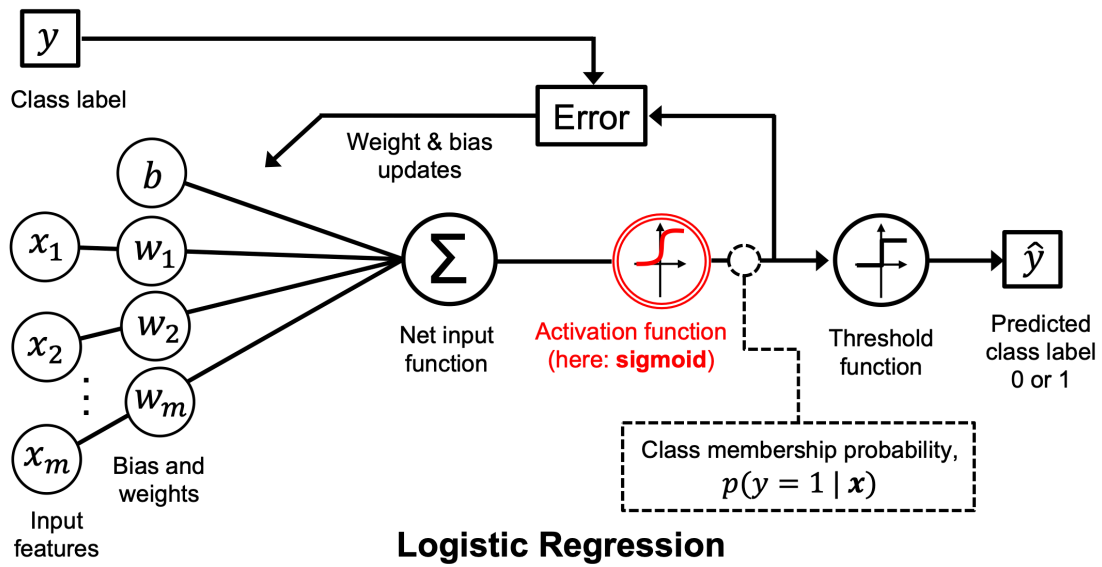 y
Class label
Error
Weight & bias
updates
b
x₁
w₁
x₂
w₂
⋮
xₘ
wₘ
Bias and
weights
Input
features
Σ
Net input
function
Activation function
(here: sigmoid)
Threshold
function
ŷ
Predicted
class label
0 or 1
Class membership probability,
p(y = 1 | x)
Logistic Regression